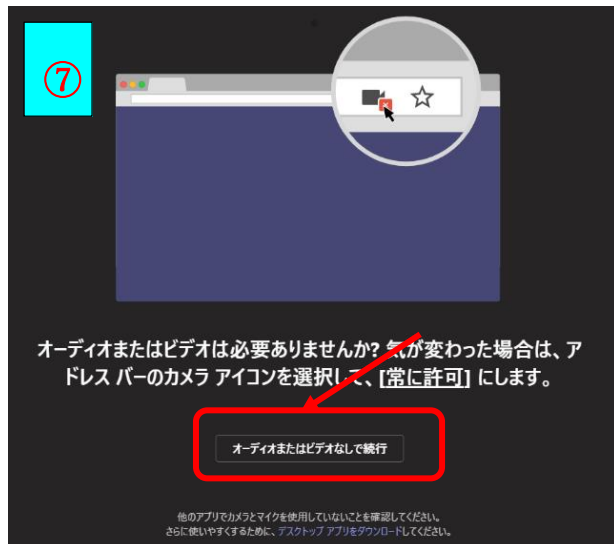 ⑦
オーディオまたはビデオは必要ありませんか? 気が変わった場合は、ア
ドレス バーのカメラ アイコンを選択して、[常に許可] にします。
オーディオまたはビデオなしで続行
他のアプリでカメラとマイクを使用していないことを確認してください。
さらに使いやすくするために、デスクトップ アプリをダウンロードしてください。